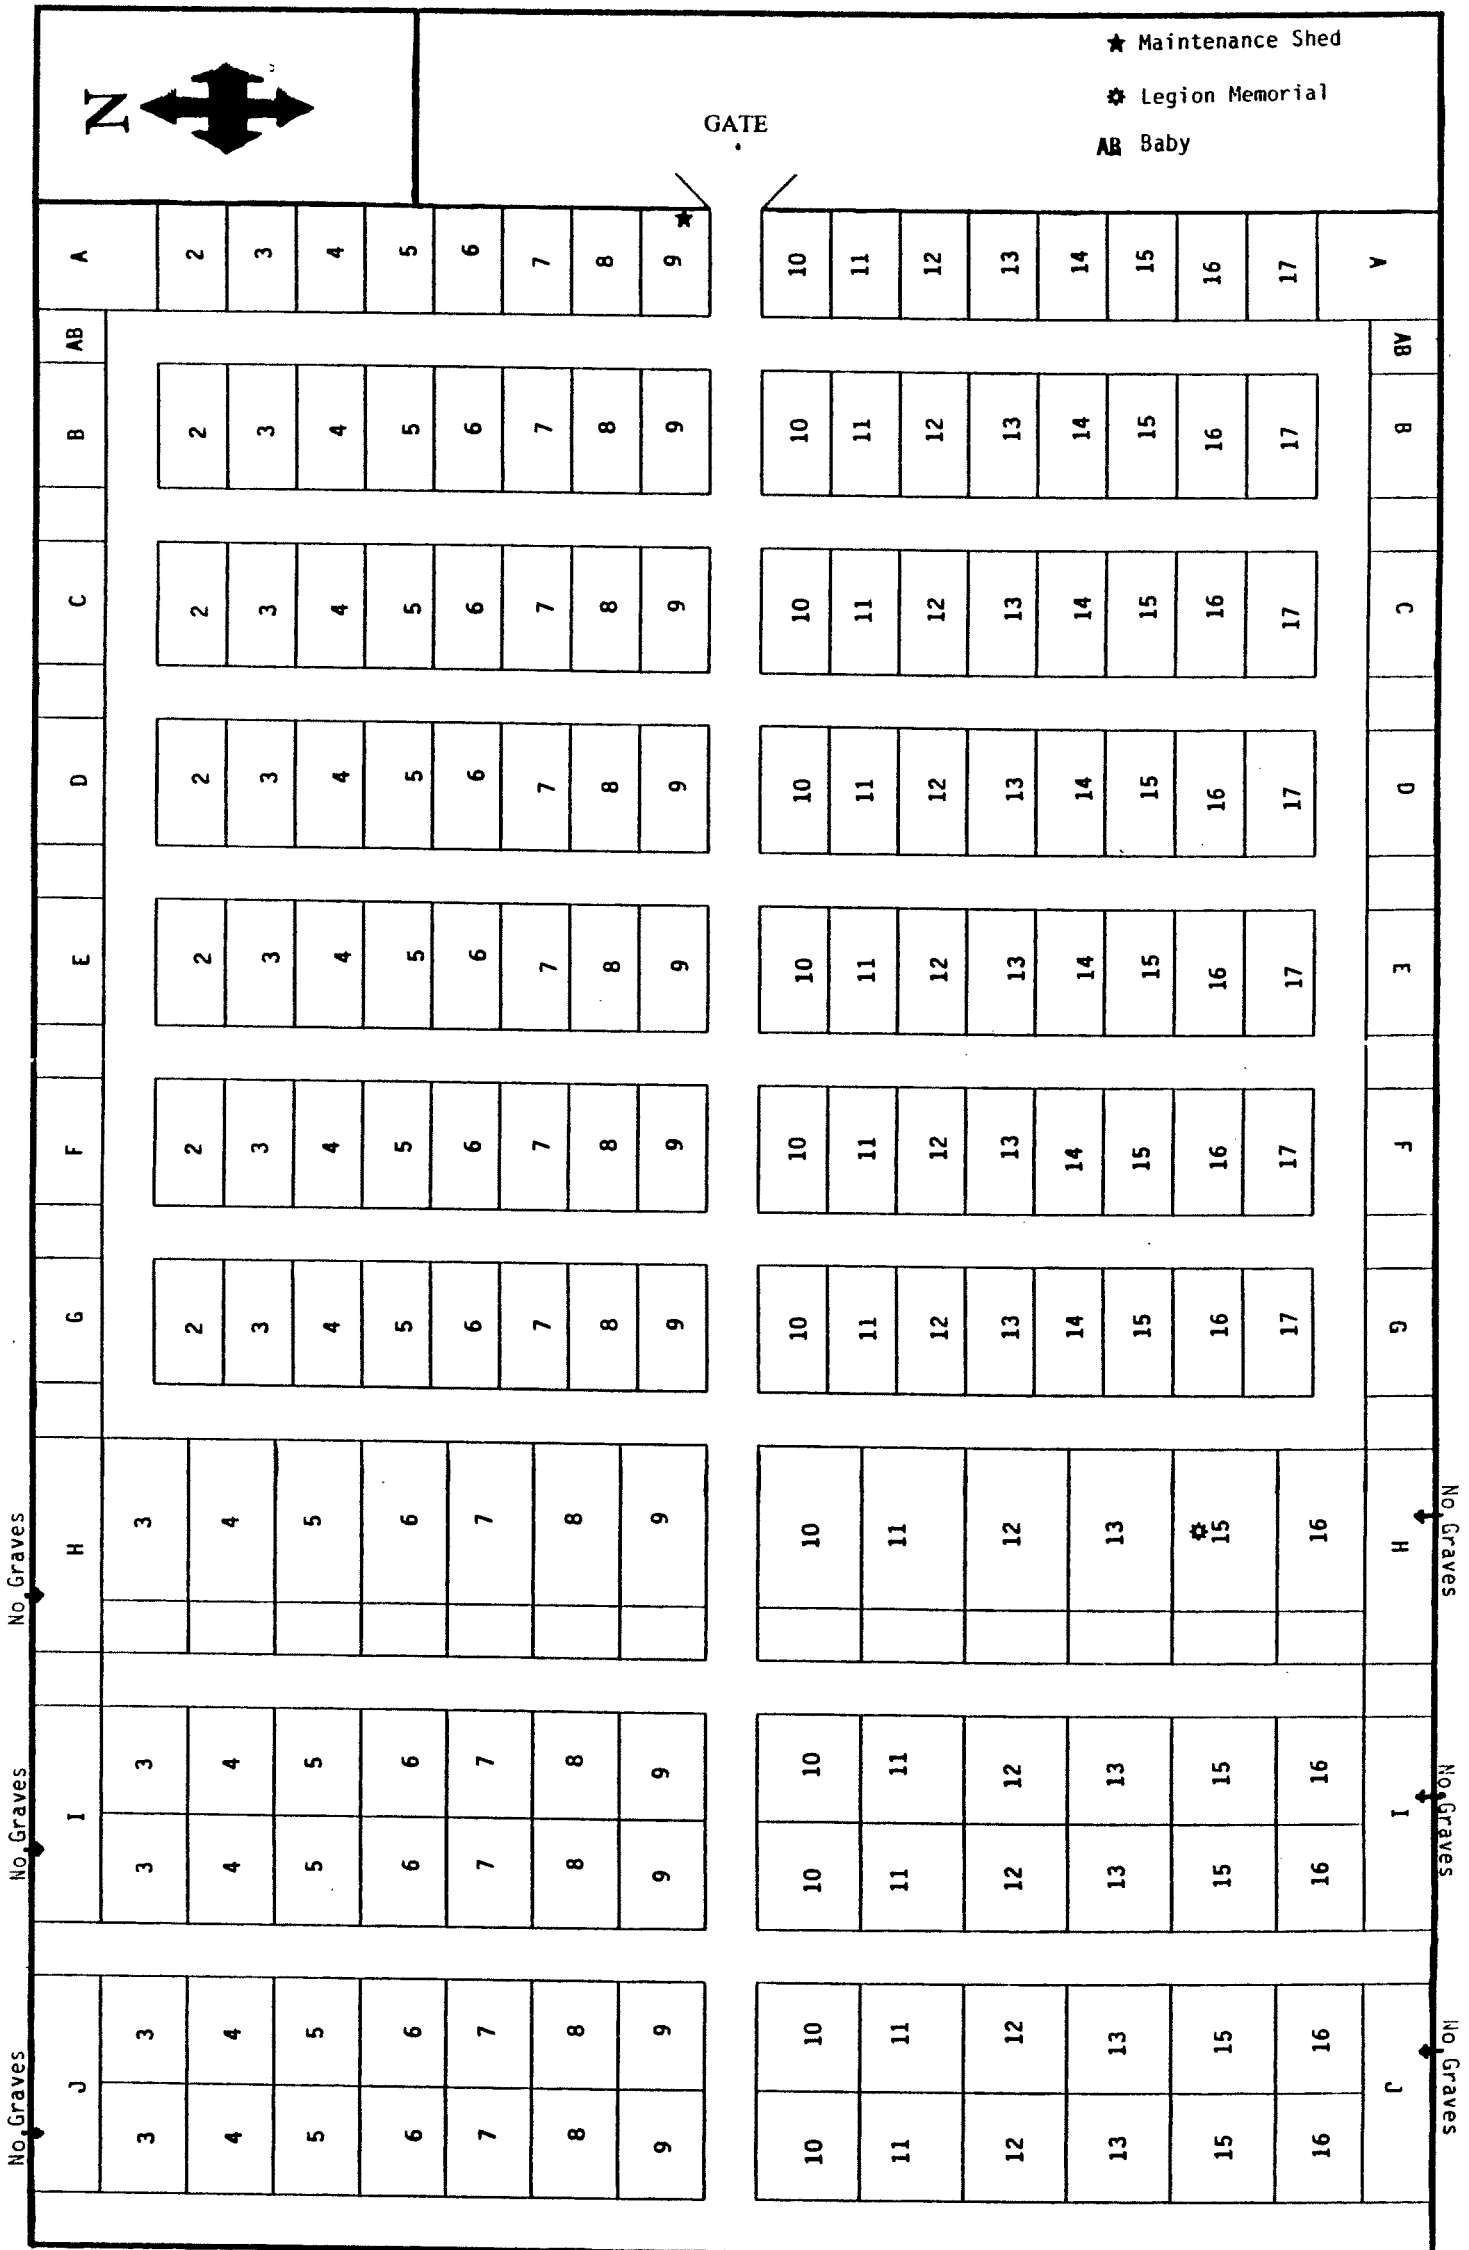 ★ Maintenance Shed
✡ Legion Memorial
AB Baby
N
GATE
A 2 3 4 5 6 7 8 9 10 11 12 13 14 15 16 17 A
AB AB
B 2 3 4 5 6 7 8 9 10 11 12 13 14 15 16 17 B
C 2 3 4 5 6 7 8 9 10 11 12 13 14 15 16 17 C
D 2 3 4 5 6 7 8 9 10 11 12 13 14 15 16 17 D
E 2 3 4 5 6 7 8 9 10 11 12 13 14 15 16 17 E
F 2 3 4 5 6 7 8 9 10 11 12 13 14 15 16 17 F
G 2 3 4 5 6 7 8 9 10 11 12 13 14 15 16 17 G
No Graves H 3 4 5 6 7 8 9 10 11 12 13 15 16 H No Graves
3 4 5 6 7 8 9 10 11 12 13 15 16
No Graves I I No Graves
3 4 5 6 7 8 9 10 11 12 13 15 16
3 4 5 6 7 8 9 10 11 12 13 15 16
No Graves J J No Graves
3 4 5 6 7 8 9 10 11 12 13 15 16